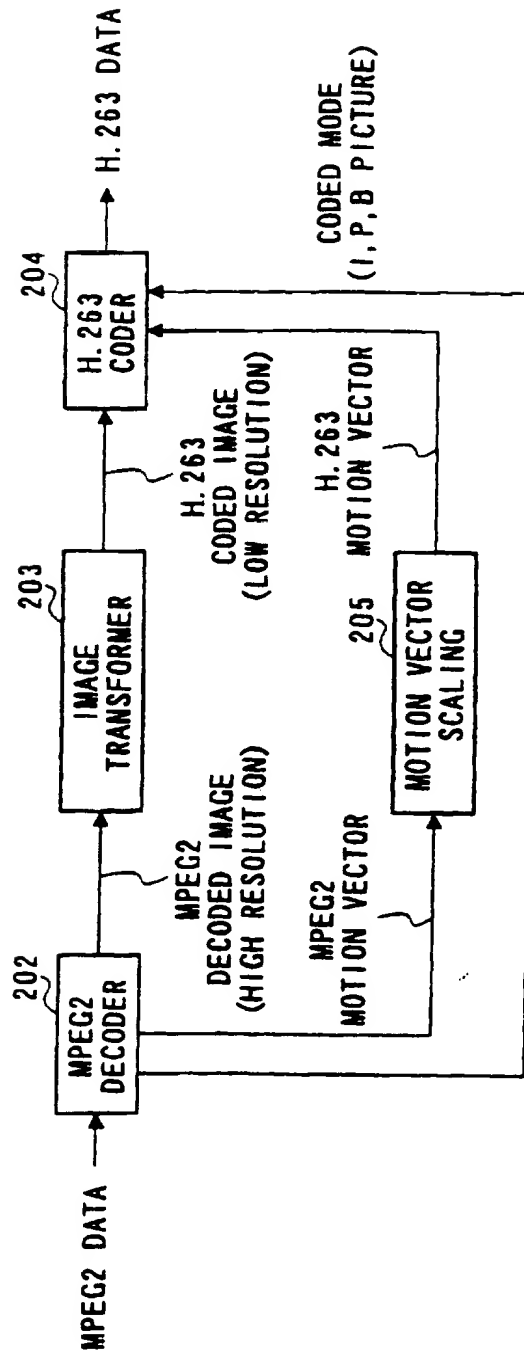 MPEG2 DATA
202
MPEG2
DECODER
MPEG2
DECODED IMAGE
(HIGH RESOLUTION)
203
IMAGE
TRANSFORMER
H.263
CODED IMAGE
(LOW RESOLUTION)
204
H.263
CODER
H.263 DATA
MPEG2
MOTION VECTOR
205
MOTION VECTOR
SCALING
H.263
MOTION VECTOR
CODED MODE
(I,P,B PICTURE)